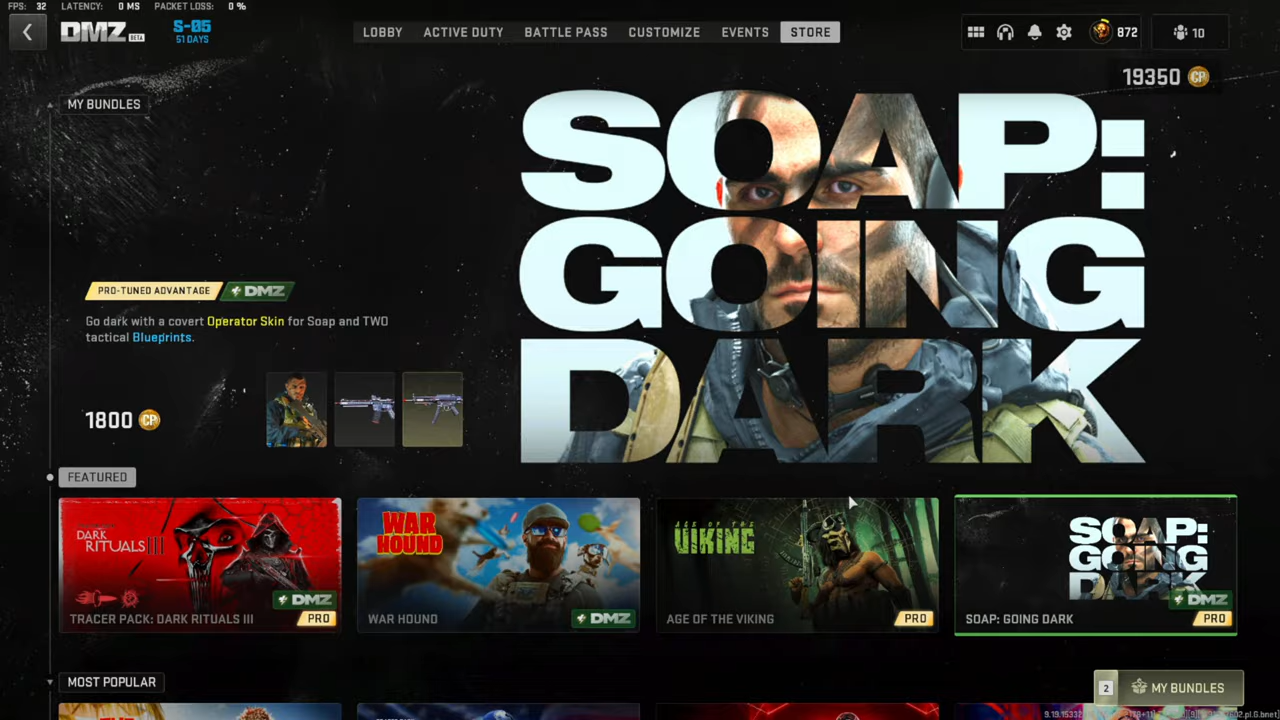 FPS: 32 LATENCY: 0 MS PACKET LOSS: 0 %
DMZ BETA
S-05
51 DAYS
LOBBY ACTIVE DUTY BATTLE PASS CUSTOMIZE EVENTS STORE
872
10
19350 CP
MY BUNDLES
SOAP:
GOING
DARK
PRO-TUNED ADVANTAGE DMZ
Go dark with a covert Operator Skin for Soap and TWO
tactical Blueprints.
1800 CP
FEATURED
DARK
RITUALS III
DMZ
TRACER PACK: DARK RITUALS III PRO
WAR
HOUND
WAR HOUND DMZ
AGE OF THE
VIKING
AGE OF THE VIKING PRO
SOAP:
GOING
DARK
DMZ
SOAP: GOING DARK PRO
MOST POPULAR
2 MY BUNDLES